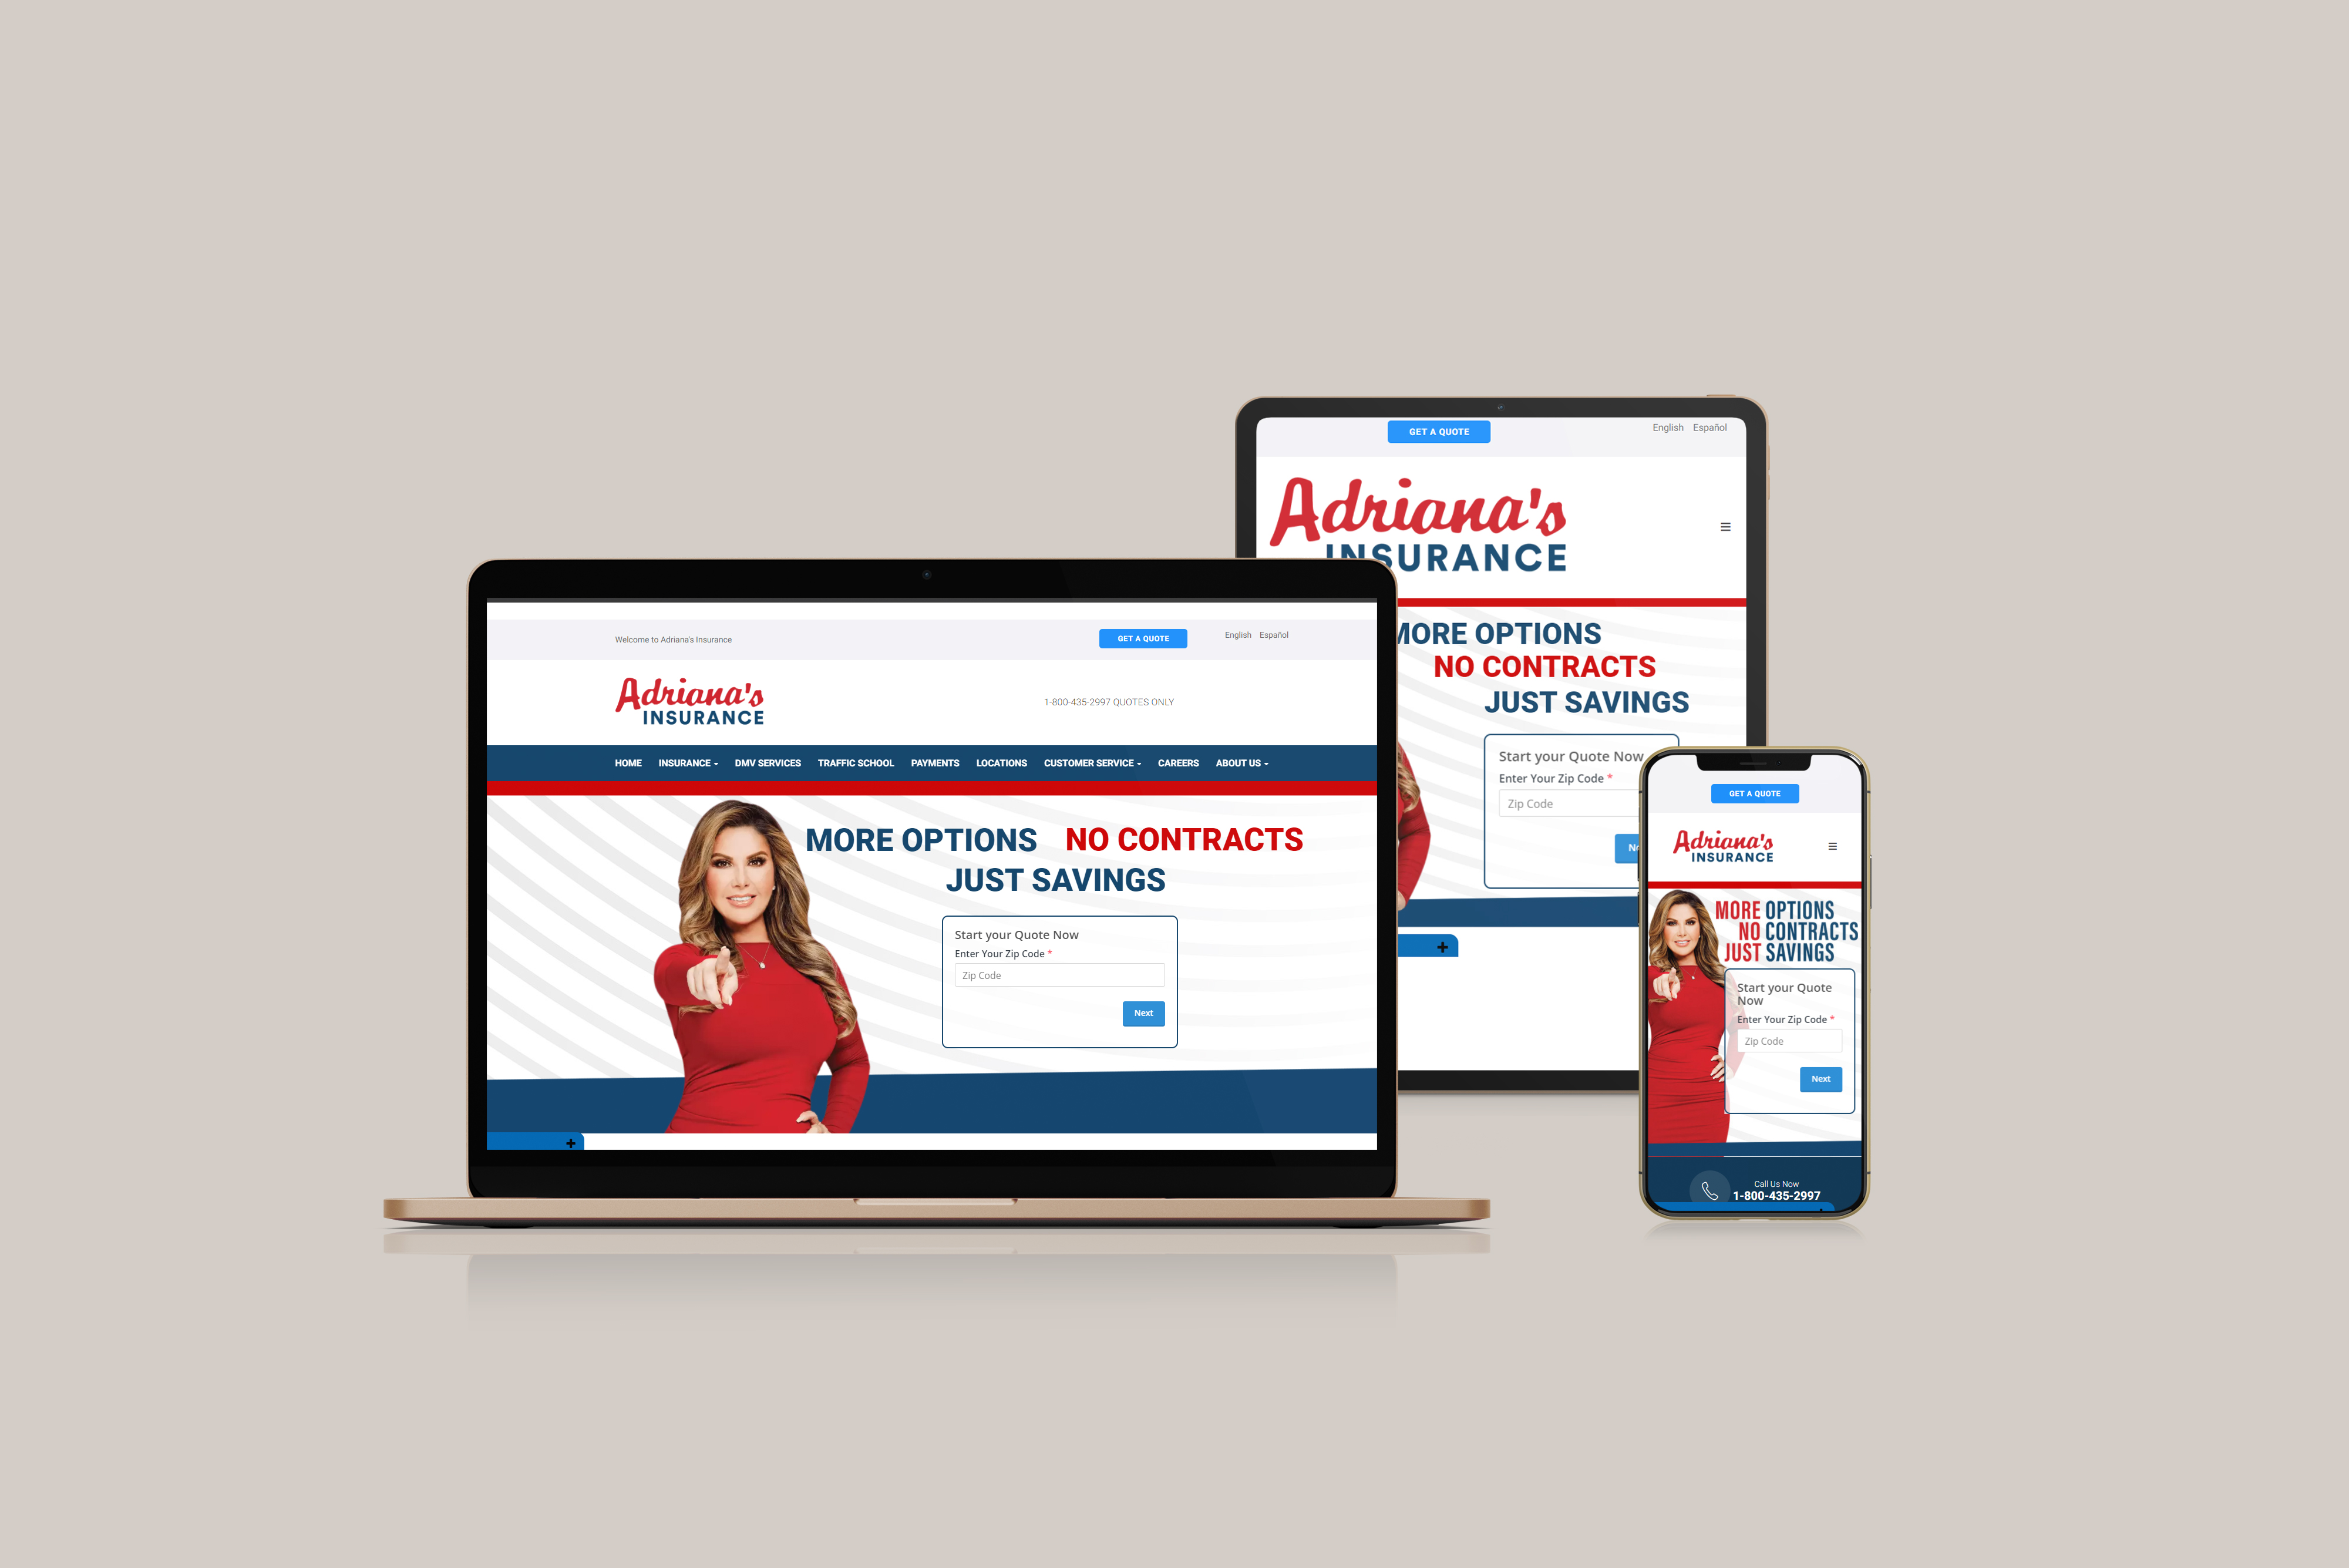 Welcome to Adriana's Insurance
GET A QUOTE
English Español
Adriana's
INSURANCE
1-800-435-2997 QUOTES ONLY
HOME INSURANCE DMV SERVICES TRAFFIC SCHOOL PAYMENTS LOCATIONS CUSTOMER SERVICE CAREERS ABOUT US
MORE OPTIONS NO CONTRACTS
JUST SAVINGS
Start your Quote Now
Enter Your Zip Code *
Zip Code
Next
+
GET A QUOTE
English Español
Adriana's
INSURANCE
MORE OPTIONS
NO CONTRACTS
JUST SAVINGS
Start your Quote Now
Enter Your Zip Code *
Zip Code
+
GET A QUOTE
Adriana's
INSURANCE
MORE OPTIONS
NO CONTRACTS
JUST SAVINGS
Start your Quote
Now
Enter Your Zip Code *
Zip Code
Next
Call Us Now
1-800-435-2997